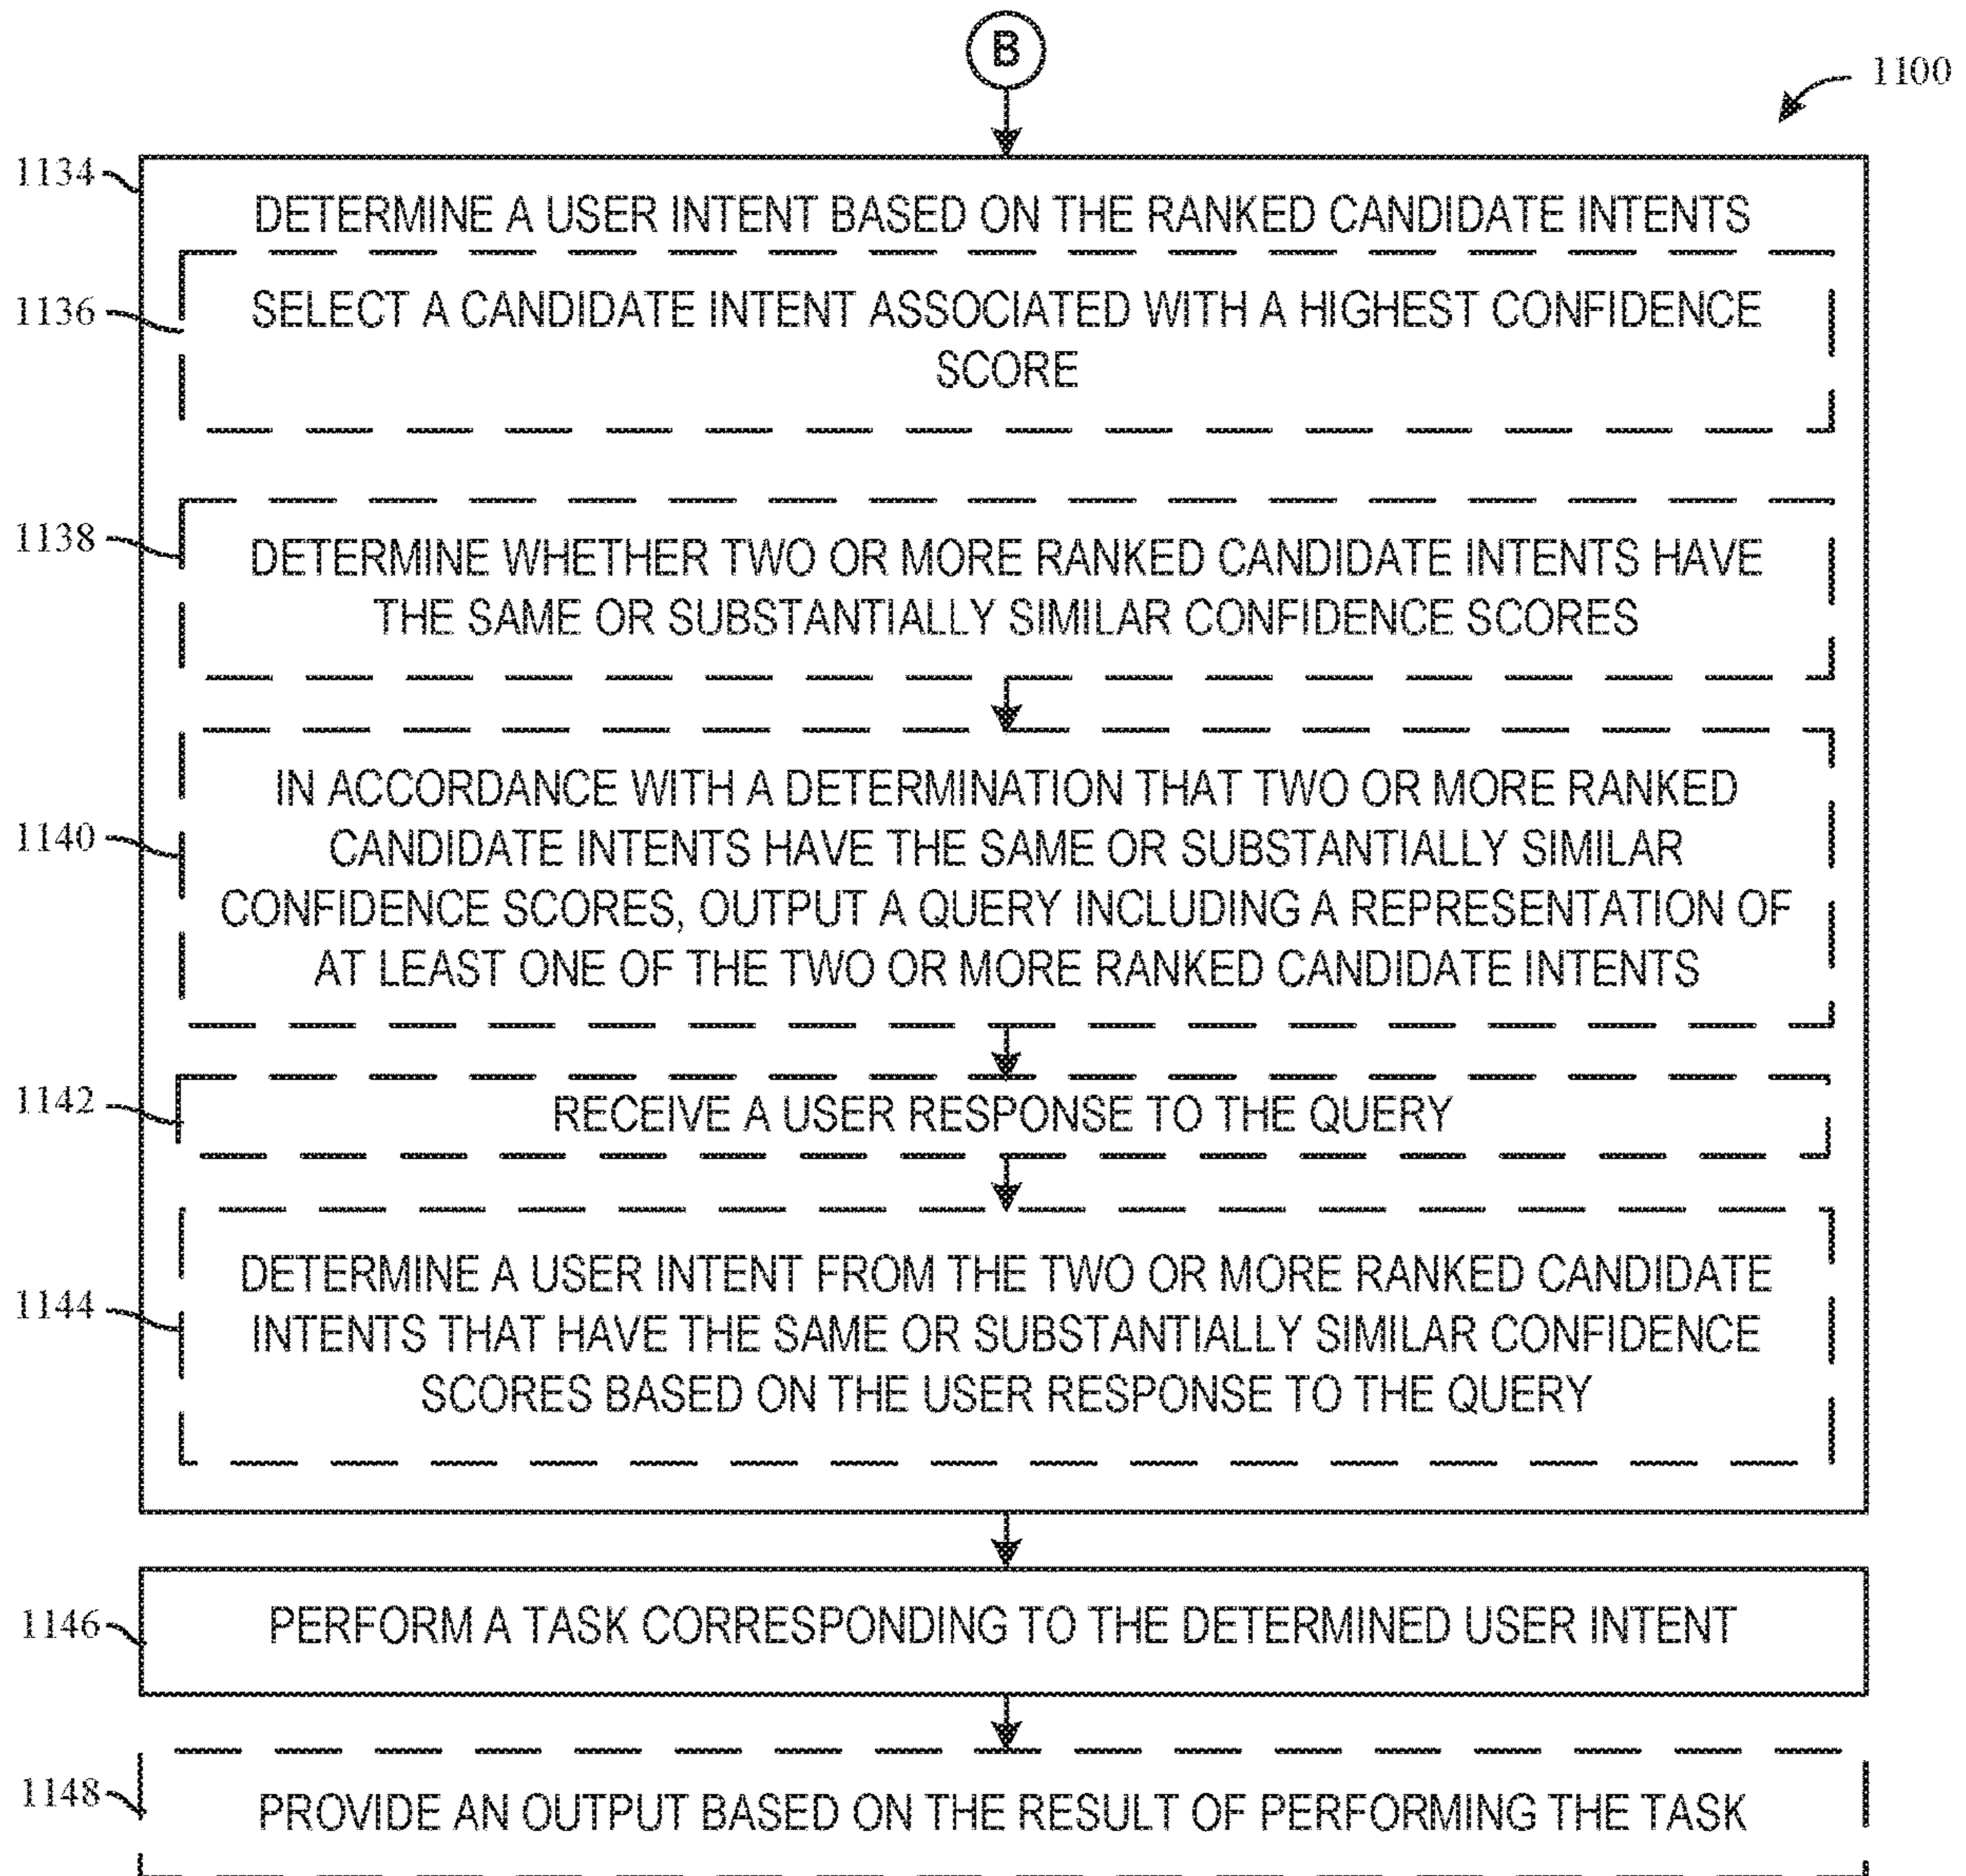 B
1100
1134
DETERMINE A USER INTENT BASED ON THE RANKED CANDIDATE INTENTS
1136
SELECT A CANDIDATE INTENT ASSOCIATED WITH A HIGHEST CONFIDENCE
SCORE
1138
DETERMINE WHETHER TWO OR MORE RANKED CANDIDATE INTENTS HAVE
THE SAME OR SUBSTANTIALLY SIMILAR CONFIDENCE SCORES
1140
IN ACCORDANCE WITH A DETERMINATION THAT TWO OR MORE RANKED
CANDIDATE INTENTS HAVE THE SAME OR SUBSTANTIALLY SIMILAR
CONFIDENCE SCORES, OUTPUT A QUERY INCLUDING A REPRESENTATION OF
AT LEAST ONE OF THE TWO OR MORE RANKED CANDIDATE INTENTS
1142
RECEIVE A USER RESPONSE TO THE QUERY
1144
DETERMINE A USER INTENT FROM THE TWO OR MORE RANKED CANDIDATE
INTENTS THAT HAVE THE SAME OR SUBSTANTIALLY SIMILAR CONFIDENCE
SCORES BASED ON THE USER RESPONSE TO THE QUERY
1146
PERFORM A TASK CORRESPONDING TO THE DETERMINED USER INTENT
1148
PROVIDE AN OUTPUT BASED ON THE RESULT OF PERFORMING THE TASK